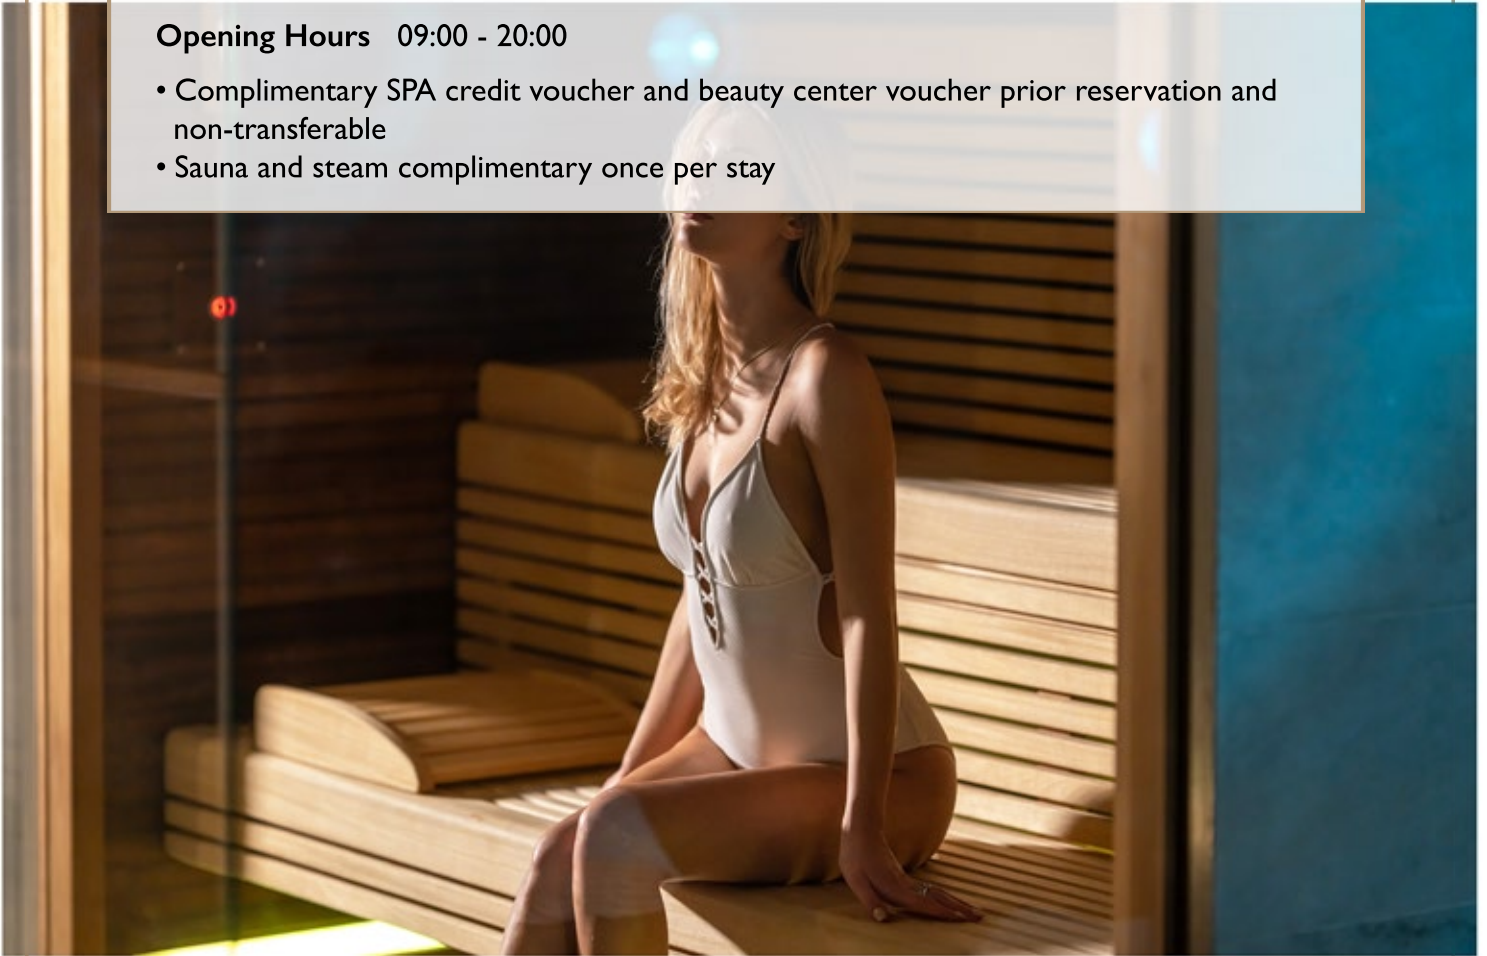 Opening Hours   09:00 - 20:00
• Complimentary SPA credit voucher and beauty center voucher prior reservation and
non-transferable
• Sauna and steam complimentary once per stay